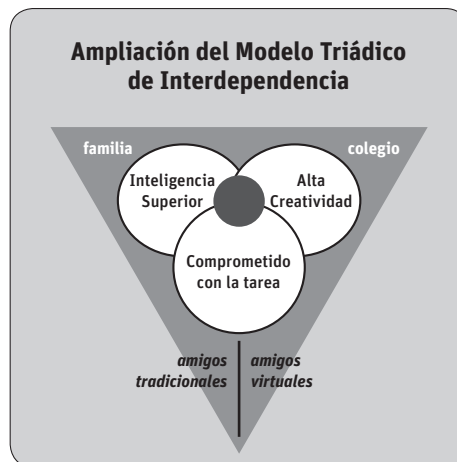 Ampliación del Modelo Triádico
de Interdependencia
familia
colegio
Inteligencia
Superior
Alta
Creatividad
Comprometido
con la tarea
amigos
tradicionales
amigos
virtuales